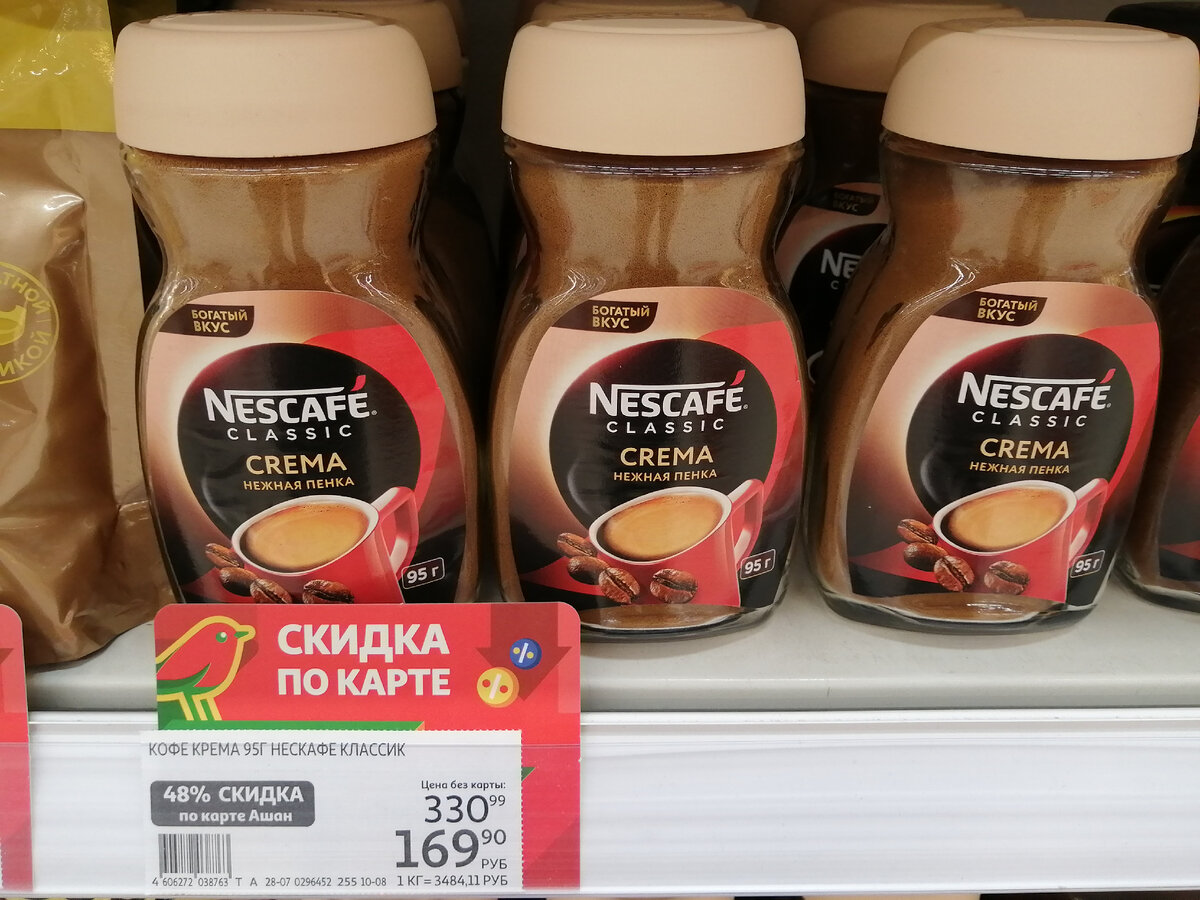 БОГАТЫЙ
ВКУС
NESCAFÉ
CLASSIC
CREMA
НЕЖНАЯ ПЕНКА
95 г
БОГАТЫЙ
ВКУС
NESCAFÉ
CLASSIC
CREMA
НЕЖНАЯ ПЕНКА
95 г
БОГАТЫЙ
ВКУС
NESCAFÉ
CLASSIC
CREMA
НЕЖНАЯ ПЕНКА
95 г
БОГАТЫЙ
ВКУС
СКИДКА
ПО КАРТЕ
КОФЕ КРЕМА 95Г НЕСКАФЕ КЛАССИК
48% СКИДКА
по карте Ашан
Цена без карты:
330 99
169 90
РУБ
4 606272 038763 Т А 28-07 0296452 255 10-08 1 КГ= 3484,11 РУБ